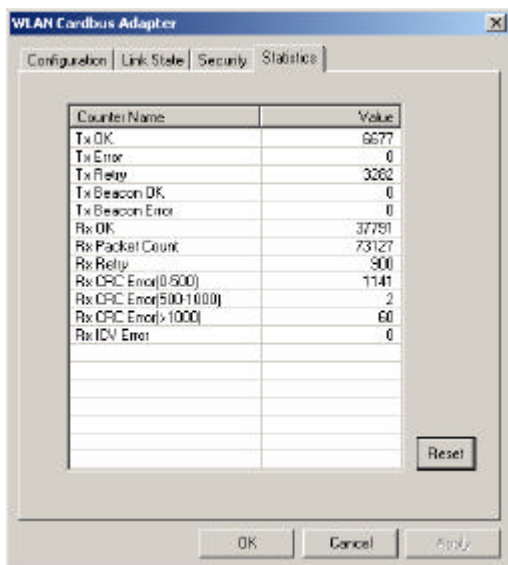 WLAN Cardbus Adapter
Configuration Link State Security Statistics
Counter Name Value
Tx OK 6677
Tx Error 0
Tx Retry 3282
Tx Beacon OK 0
Tx Beacon Error 0
Rx OK 37791
Rx Packet Count 73127
Rx Retry 900
Rx CRC Error(0-500) 1141
Rx CRC Error(500-1000) 2
Rx CRC Error(>1000) 60
Rx ICV Error 0
Reset
OK Cancel Apply